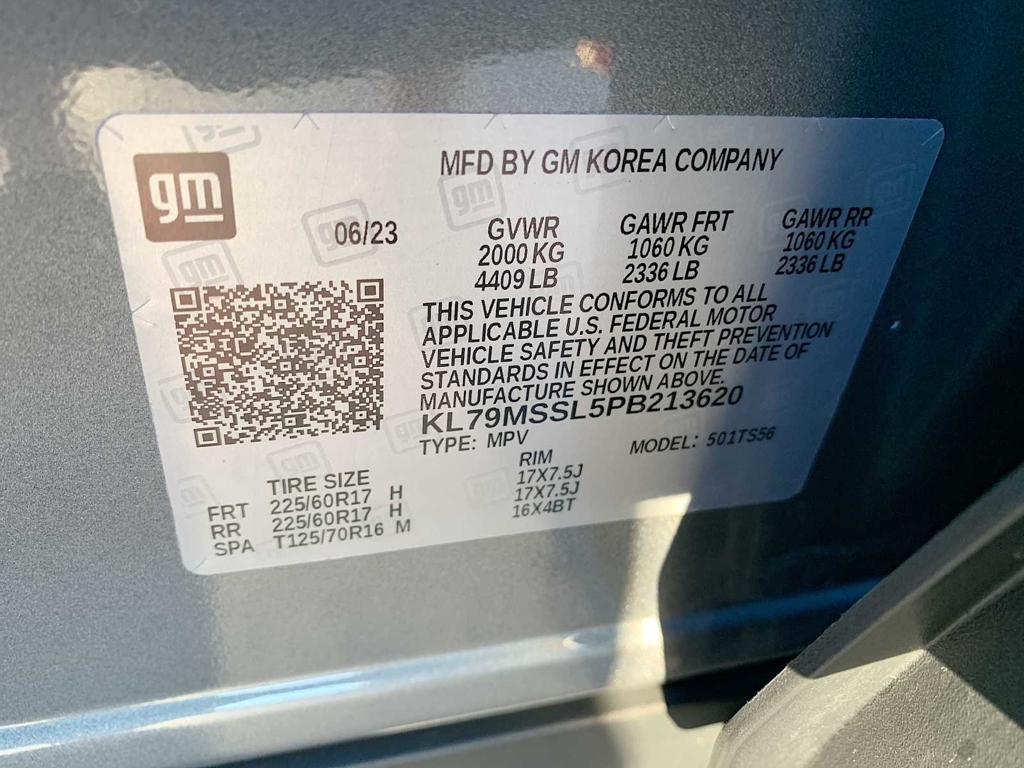 gm
MFD BY GM KOREA COMPANY
06/23
GVWR GAWR FRT GAWR RR
2000 KG 1060 KG 1060 KG
4409 LB 2336 LB 2336 LB
THIS VEHICLE CONFORMS TO ALL
APPLICABLE U.S. FEDERAL MOTOR
VEHICLE SAFETY AND THEFT PREVENTION
STANDARDS IN EFFECT ON THE DATE OF
MANUFACTURE SHOWN ABOVE.
KL79MSSL5PB213620
TYPE: MPV MODEL: 501TS56
TIRE SIZE RIM
FRT 225/60R17 H 17X7.5J
RR 225/60R17 H 17X7.5J
SPA T125/70R16 M 16X4BT